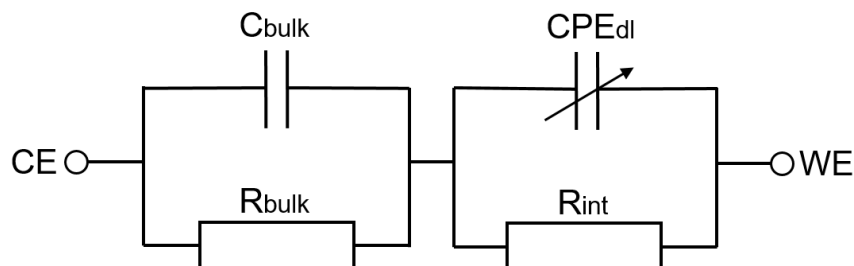 Cbulk
CPEdl
CE
WE
Rbulk
Rint